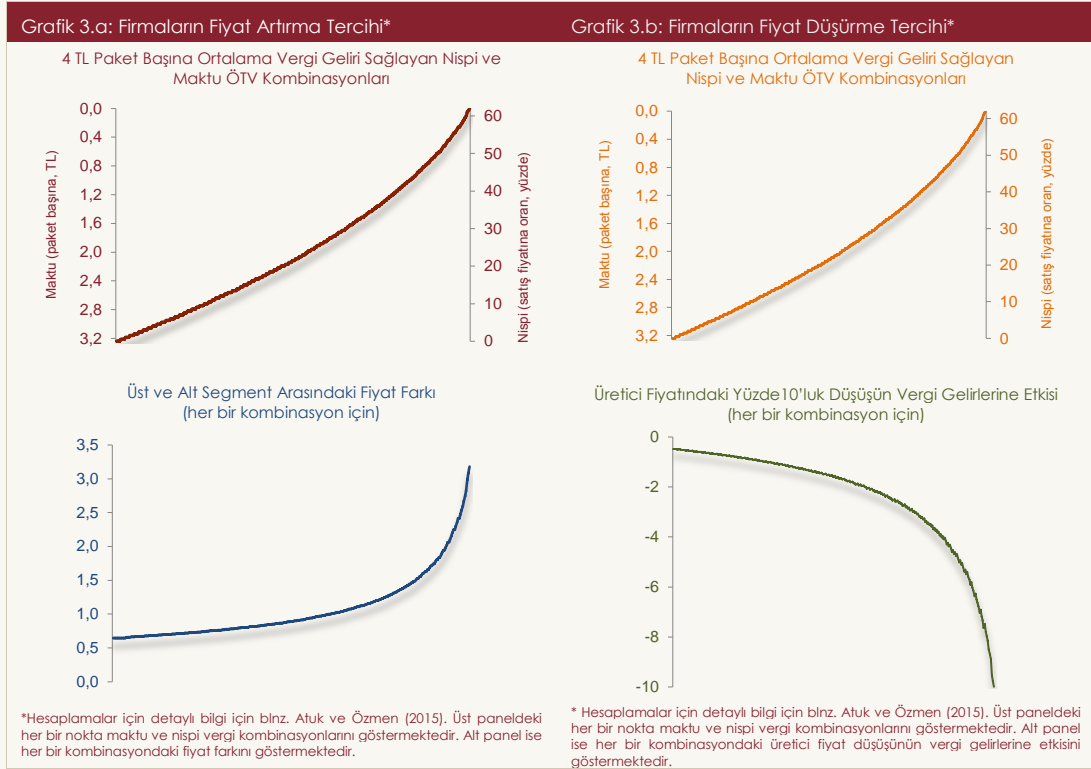 Grafik 3.a: Firmaların Fiyat Artırma Tercihi*
4 TL Paket Başına Ortalama Vergi Geliri Sağlayan Nispi ve
Maktu ÖTV Kombinasyonları
Maktu (paket başına, TL)
0,0
0,4
0,8
1,2
1,6
2,0
2,4
2,8
3,2
60
50
40
30
20
10
0
Nispi (satış fiyatına oran, yüzde)
Üst ve Alt Segment Arasındaki Fiyat Farkı
(her bir kombinasyon için)
3,5
3,0
2,5
2,0
1,5
1,0
0,5
0,0
*Hesaplamalar için detaylı bilgi için blnz. Atuk ve Özmen (2015). Üst paneldeki
her bir nokta maktu ve nispi vergi kombinasyonlarını göstermektedir. Alt panel ise
her bir kombinasyondaki fiyat farkını göstermektedir.
Grafik 3.b: Firmaların Fiyat Düşürme Tercihi*
4 TL Paket Başına Ortalama Vergi Geliri Sağlayan
Nispi ve Maktu ÖTV Kombinasyonları
Maktu (paket başına, TL)
0,0
0,4
0,8
1,2
1,6
2,0
2,4
2,8
3,2
60
50
40
30
20
10
0
Nispi (satış fiyatına oran, yüzde)
Üretici Fiyatındaki Yüzde10'luk Düşüşün Vergi Gelirlerine Etkisi
(her bir kombinasyon için)
0
-2
-4
-6
-8
-10
* Hesaplamalar için detaylı bilgi için blnz. Atuk ve Özmen (2015). Üst paneldeki
her bir nokta maktu ve nispi vergi kombinasyonlarını göstermektedir. Alt panel
ise her bir kombinasyondaki üretici fiyat düşüşünün vergi gelirlerine etkisini
göstermektedir.